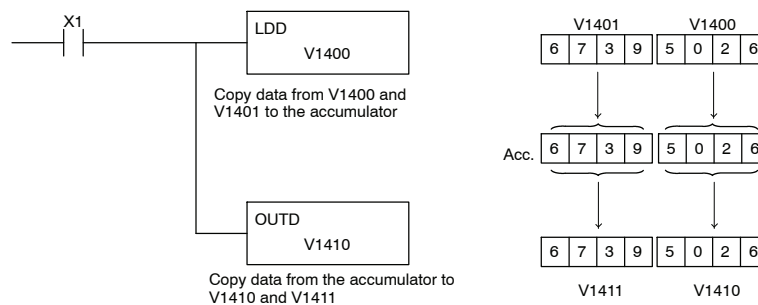 X1
LDD
V1400
Copy data from V1400 and
V1401 to the accumulator
OUTD
V1410
Copy data from the accumulator to
V1410 and V1411
V1401 V1400
6 7 3 9 5 0 2 6
Acc. 6 7 3 9 5 0 2 6
6 7 3 9 5 0 2 6
V1411 V1410